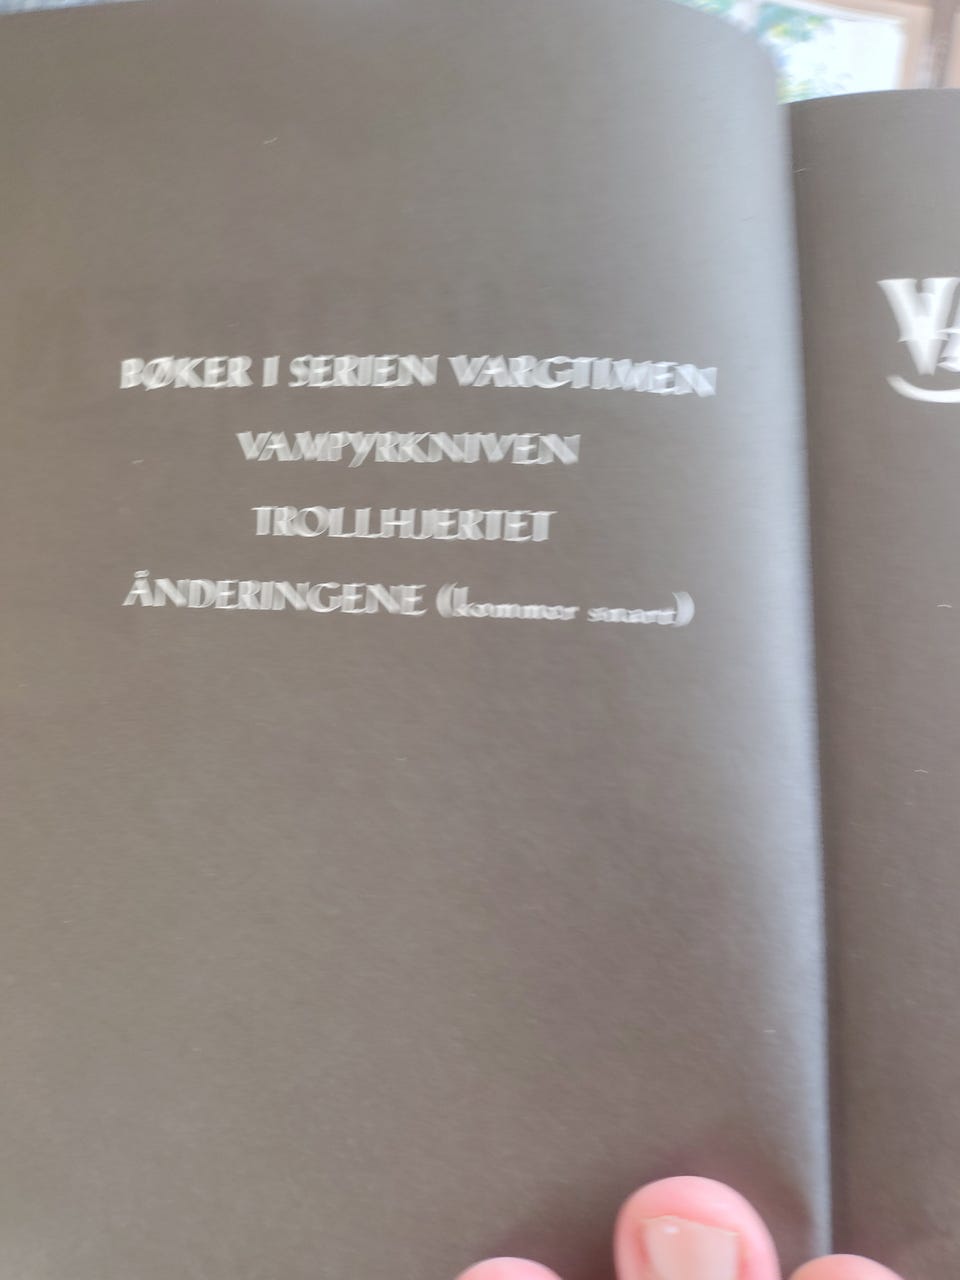 BØKER I SERIEN VARGTIMEN
VAMPYRKNIVEN
TROLLHJERTET
ÅNDERINGENE (kommer snart)